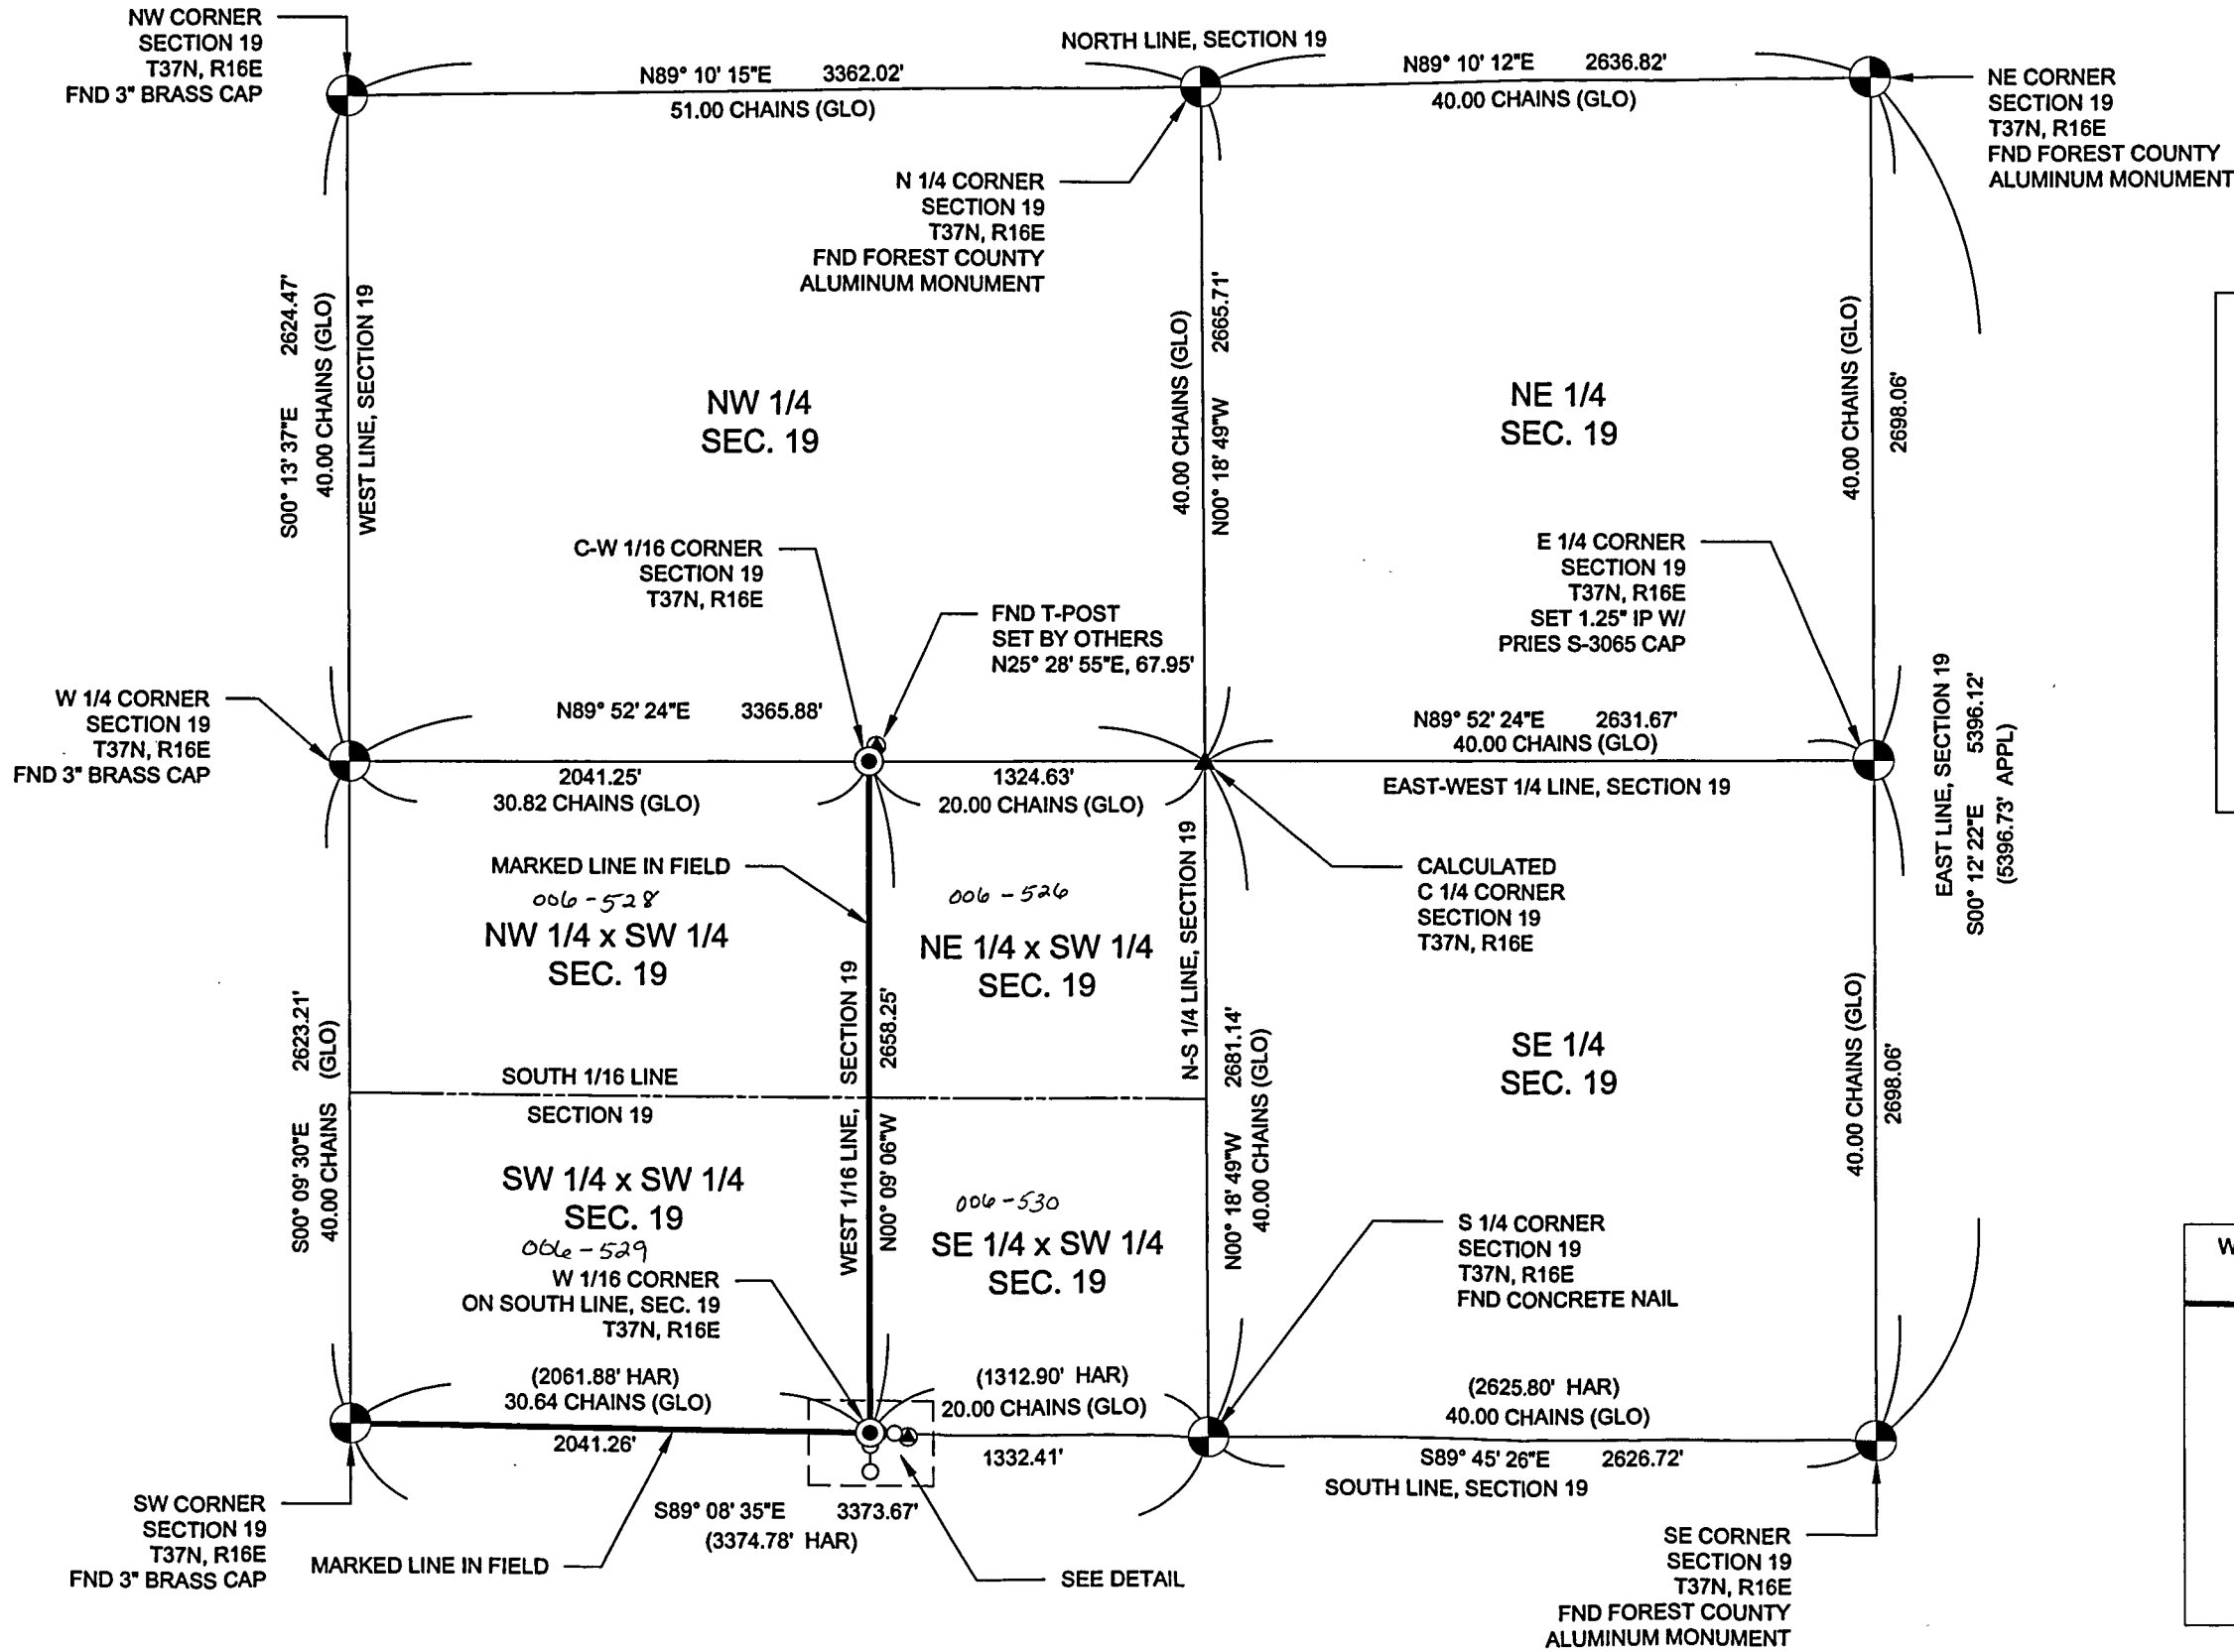 NW CORNER
SECTION 19
T37N, R16E
FND 3" BRASS CAP
NORTH LINE, SECTION 19
N89° 10' 15"E 3362.02'
51.00 CHAINS (GLO)
N89° 10' 12"E 2636.82'
40.00 CHAINS (GLO)
NE CORNER
SECTION 19
T37N, R16E
FND FOREST COUNTY
ALUMINUM MONUMENT
N 1/4 CORNER
SECTION 19
T37N, R16E
FND FOREST COUNTY
ALUMINUM MONUMENT
S00° 13' 37"E 2624.47'
40.00 CHAINS (GLO)
WEST LINE, SECTION 19
NW 1/4
SEC. 19
40.00 CHAINS (GLO)
N00° 18' 49"W 2665.71'
NE 1/4
SEC. 19
40.00 CHAINS (GLO)
2698.06'
C-W 1/16 CORNER
SECTION 19
T37N, R16E
FND T-POST
SET BY OTHERS
N25° 28' 55"E, 67.95'
E 1/4 CORNER
SECTION 19
T37N, R16E
SET 1.25" IP W/
PRIES S-3065 CAP
EAST LINE, SECTION 19
S00° 12' 22"E 5396.12'
(5396.73' APPL)
W 1/4 CORNER
SECTION 19
T37N, R16E
FND 3" BRASS CAP
N89° 52' 24"E 3365.88'
2041.25'
30.82 CHAINS (GLO)
1324.63'
20.00 CHAINS (GLO)
N89° 52' 24"E 2631.67'
40.00 CHAINS (GLO)
EAST-WEST 1/4 LINE, SECTION 19
MARKED LINE IN FIELD
006-528
NW 1/4 x SW 1/4
SEC. 19
006-526
NE 1/4 x SW 1/4
SEC. 19
CALCULATED
C 1/4 CORNER
SECTION 19
T37N, R16E
N-S 1/4 LINE, SECTION 19
WEST 1/16 LINE, SECTION 19
N00° 09' 06"W 2658.25'
S00° 09' 30"E 2623.21'
40.00 CHAINS (GLO)
SOUTH 1/16 LINE
SECTION 19
N00° 18' 49"W 2681.14'
40.00 CHAINS (GLO)
SE 1/4
SEC. 19
40.00 CHAINS (GLO)
2698.06'
SW 1/4 x SW 1/4
SEC. 19
006-529
006-530
SE 1/4 x SW 1/4
SEC. 19
W 1/16 CORNER
ON SOUTH LINE, SEC. 19
T37N, R16E
S 1/4 CORNER
SECTION 19
T37N, R16E
FND CONCRETE NAIL
W
(2061.88' HAR)
30.64 CHAINS (GLO)
2041.26'
(1312.90' HAR)
20.00 CHAINS (GLO)
1332.41'
(2625.80' HAR)
40.00 CHAINS (GLO)
S89° 45' 26"E 2626.72'
SOUTH LINE, SECTION 19
SW CORNER
SECTION 19
T37N, R16E
FND 3" BRASS CAP
S89° 08' 35"E 3373.67'
(3374.78' HAR)
MARKED LINE IN FIELD
SEE DETAIL
SE CORNER
SECTION 19
T37N, R16E
FND FOREST COUNTY
ALUMINUM MONUMENT